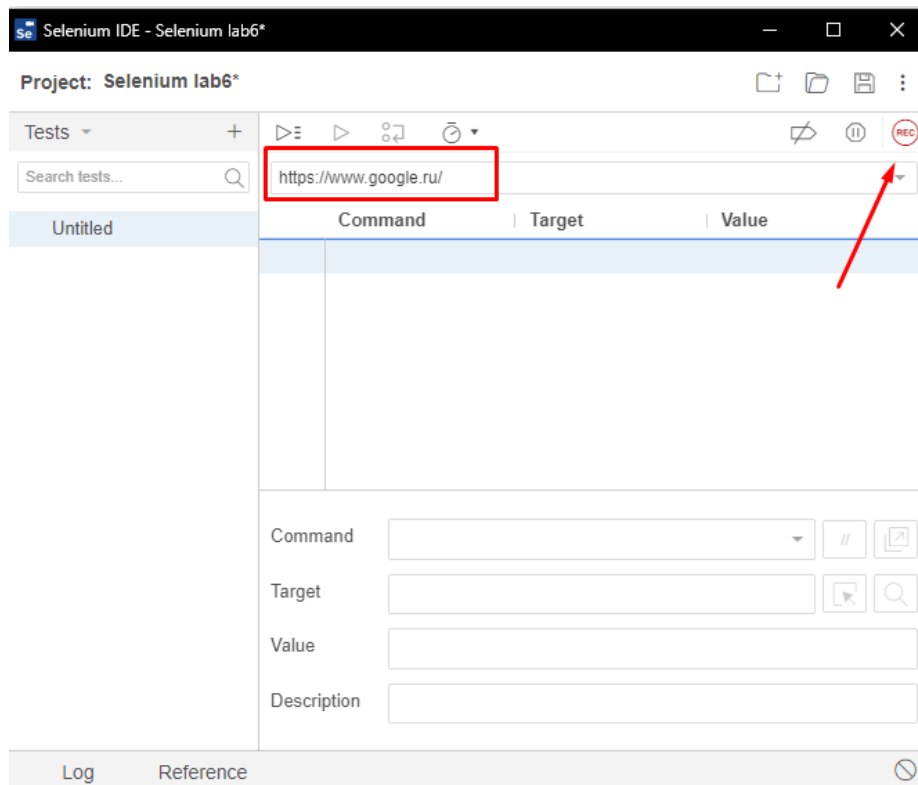 Se Selenium IDE - Selenium lab6*
Project: Selenium lab6*
Tests
REC
Search tests...
https://www.google.ru/
Untitled
Command Target Value
Command
//
Target
Value
Description
Log Reference